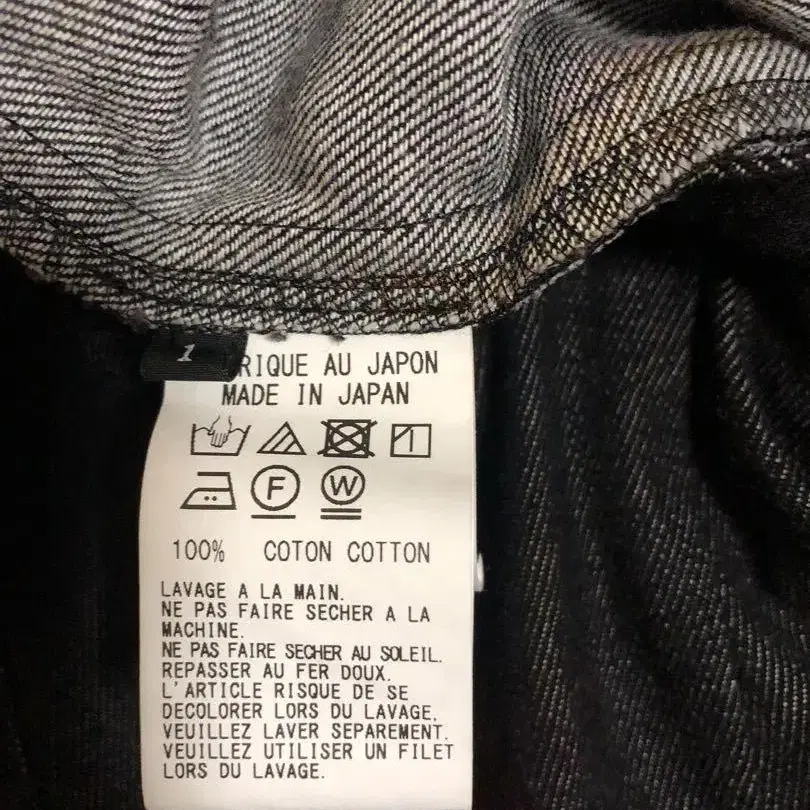 1
RIQUE AU JAPON
MADE IN JAPAN
F W
100% COTON COTTON
LAVAGE A LA MAIN.
NE PAS FAIRE SECHER A LA
MACHINE.
NE PAS FAIRE SECHER AU SOLEIL.
REPASSER AU FER DOUX.
L'ARTICLE RISQUE DE SE
DECOLORER LORS DU LAVAGE.
VEUILLEZ LAVER SEPAREMENT.
VEUILLEZ UTILISER UN FILET
LORS DU LAVAGE.